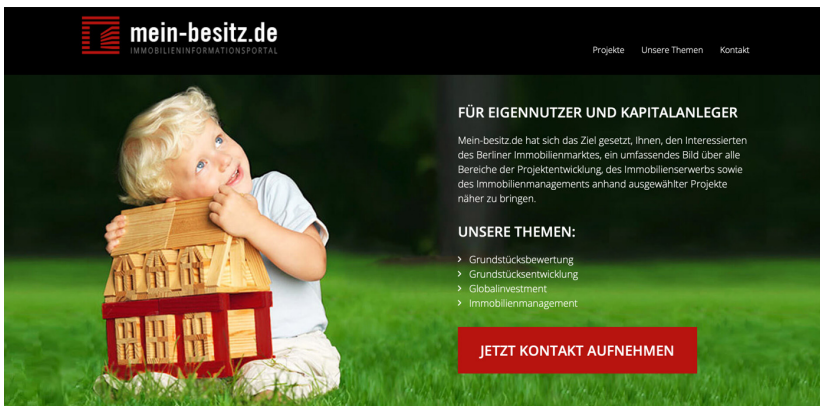 mein-besitz.de
IMMOBILIENINFORMATIONSPORTAL
Projekte Unsere Themen Kontakt
FÜR EIGENNUTZER UND KAPITALANLEGER
Mein-besitz.de hat sich das Ziel gesetzt, Ihnen, den Interessierten
des Berliner Immobilienmarktes, ein umfassendes Bild über alle
Bereiche der Projektentwicklung, des Immobilienserwerbs sowie
des Immobilienmanagements anhand ausgewählter Projekte
näher zu bringen.
UNSERE THEMEN:
Grundstücksbewertung
Grundstücksentwicklung
Globalinvestment
Immobilienmanagement
JETZT KONTAKT AUFNEHMEN